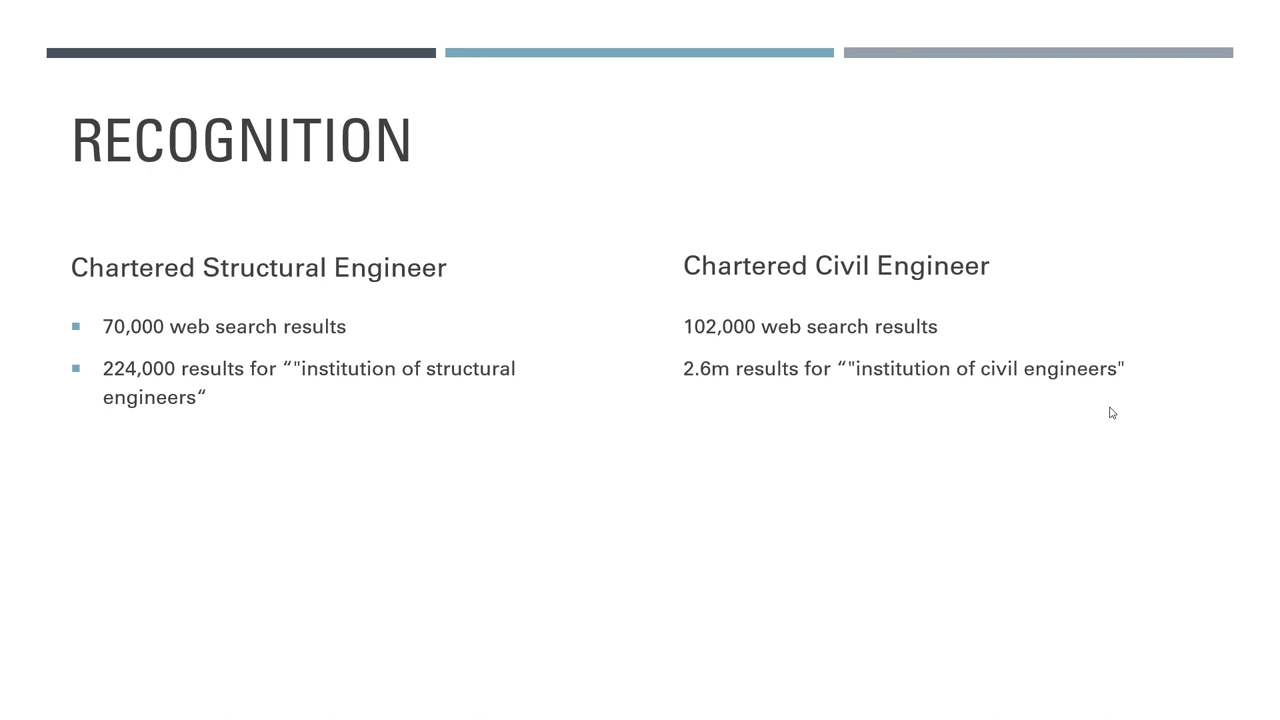 RECOGNITION
Chartered Structural Engineer
70,000 web search results
224,000 results for “"institution of structural
engineers“
Chartered Civil Engineer
102,000 web search results
2.6m results for “"institution of civil engineers"